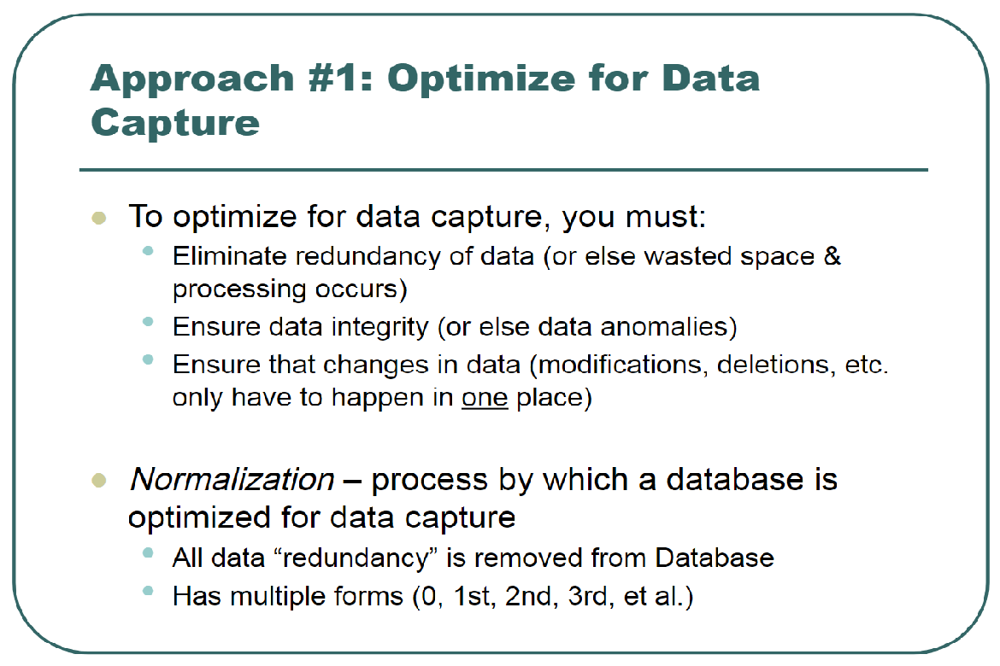 Approach #1: Optimize for Data
Capture
To optimize for data capture, you must:
Eliminate redundancy of data (or else wasted space &
processing occurs)
Ensure data integrity (or else data anomalies)
Ensure that changes in data (modifications, deletions, etc.
only have to happen in one place)
Normalization – process by which a database is
optimized for data capture
All data “redundancy” is removed from Database
Has multiple forms (0, 1st, 2nd, 3rd, et al.)